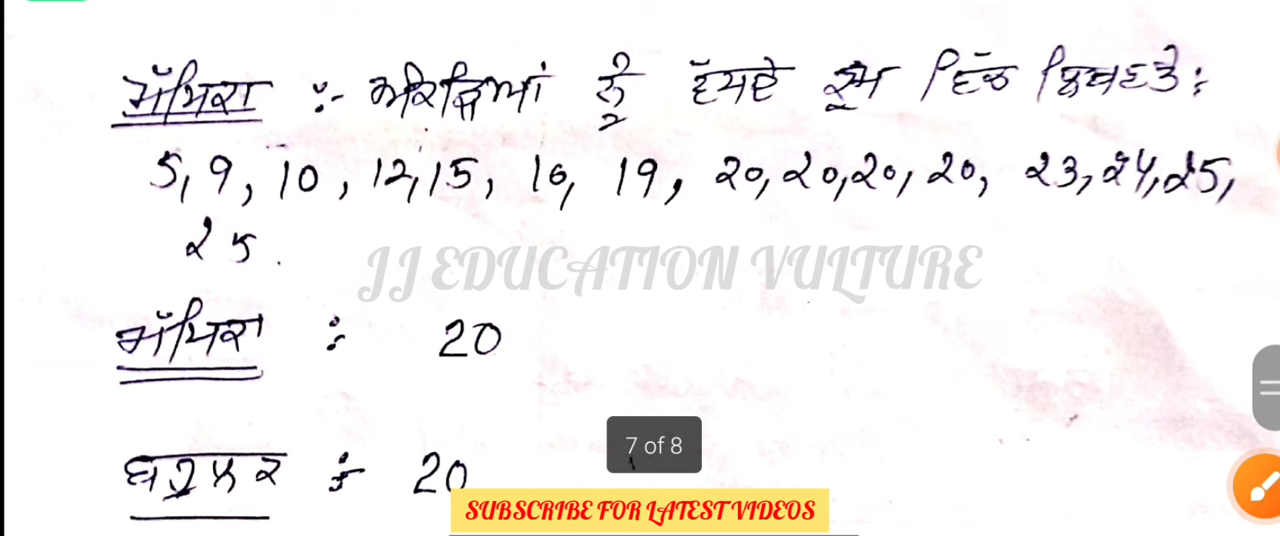 ਮੱਧਿਕਾ :- ਅੰਕੜਿਆਂ ਨੂੰ ਵੱਧਦੇ ਕ੍ਰਮ ਵਿੱਚ ਲਿਖਣ ਤੇ :
5, 9, 10, 12, 15, 16, 19, 20, 20, 20, 20, 23, 24, 25,
25.
JJ EDUCATION VULTURE
ਮੱਧਿਕਾ : 20
7 of 8
ਬਹੁਲਕ ÷ 20
SUBSCRIBE FOR LATEST VIDEOS